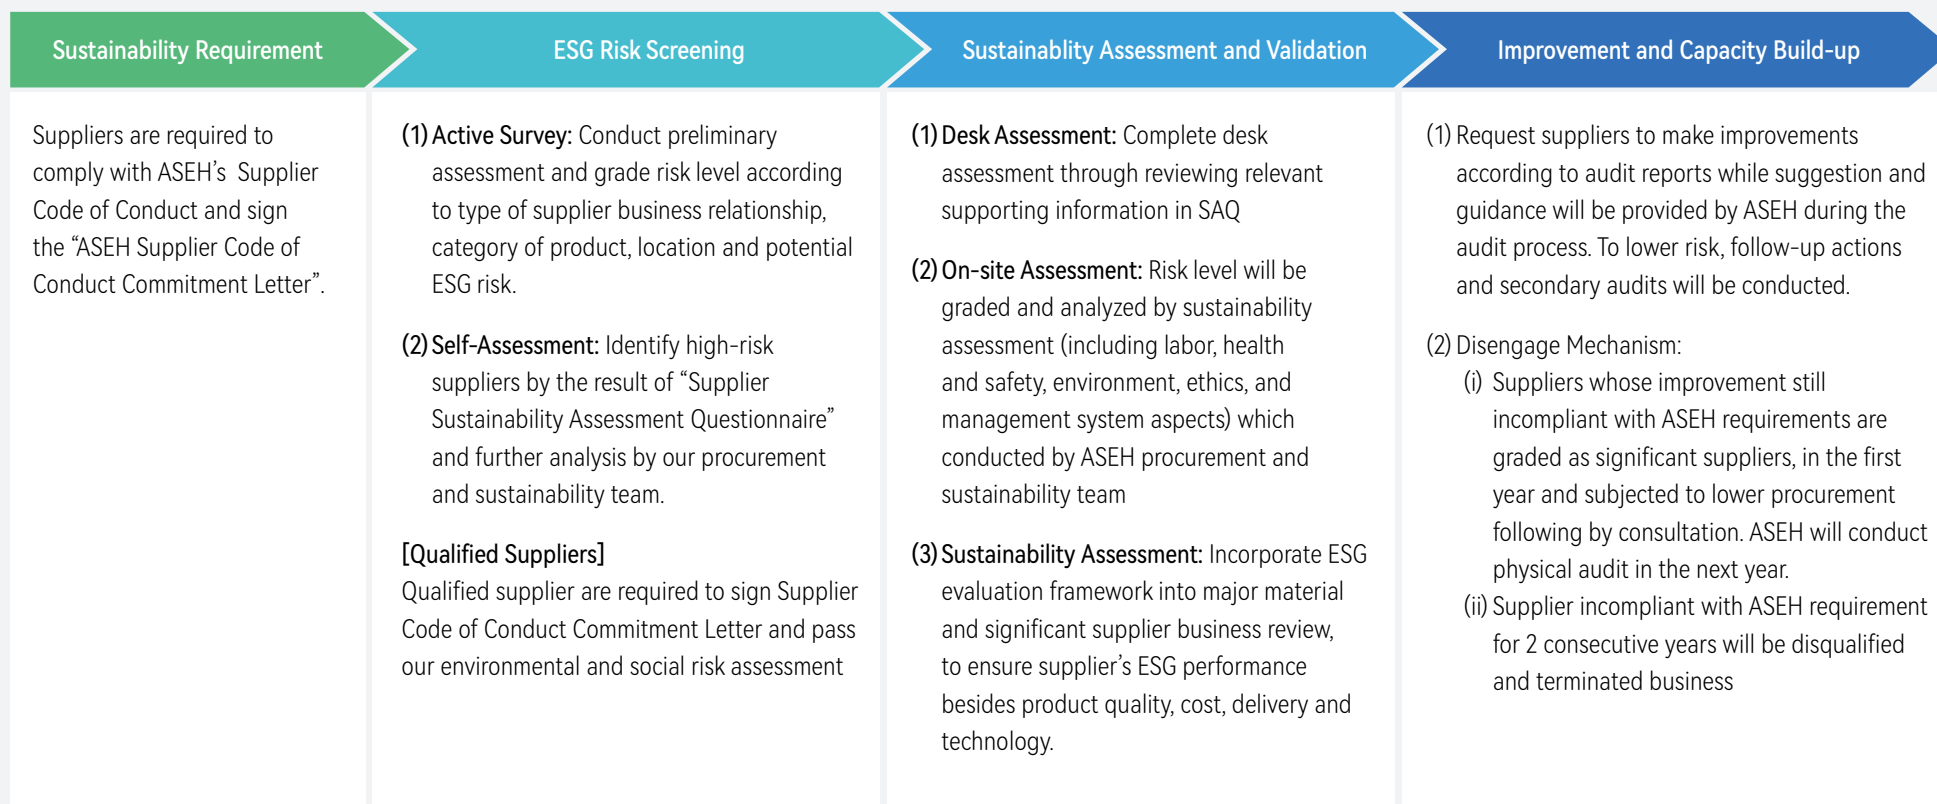 Sustainability Requirement
Suppliers are required to
comply with ASEH's Supplier
Code of Conduct and sign
the “ASEH Supplier Code of
Conduct Commitment Letter”.
ESG Risk Screening
(1) Active Survey: Conduct preliminary
assessment and grade risk level according
to type of supplier business relationship,
category of product, location and potential
ESG risk.
(2) Self-Assessment: Identify high-risk
suppliers by the result of “Supplier
Sustainability Assessment Questionnaire”
and further analysis by our procurement
and sustainability team.
[Qualified Suppliers]
Qualified supplier are required to sign Supplier
Code of Conduct Commitment Letter and pass
our environmental and social risk assessment
Sustainablity Assessment and Validation
(1) Desk Assessment: Complete desk
assessment through reviewing relevant
supporting information in SAQ
(2) On-site Assessment: Risk level will be
graded and analyzed by sustainability
assessment (including labor, health
and safety, environment, ethics, and
management system aspects) which
conducted by ASEH procurement and
sustainability team
(3) Sustainability Assessment: Incorporate ESG
evaluation framework into major material
and significant supplier business review,
to ensure supplier's ESG performance
besides product quality, cost, delivery and
technology.
Improvement and Capacity Build-up
(1) Request suppliers to make improvements
according to audit reports while suggestion and
guidance will be provided by ASEH during the
audit process. To lower risk, follow-up actions
and secondary audits will be conducted.
(2) Disengage Mechanism:
(i) Suppliers whose improvement still
incompliant with ASEH requirements are
graded as significant suppliers, in the first
year and subjected to lower procurement
following by consultation. ASEH will conduct
physical audit in the next year.
(ii) Supplier incompliant with ASEH requirement
for 2 consecutive years will be disqualified
and terminated business